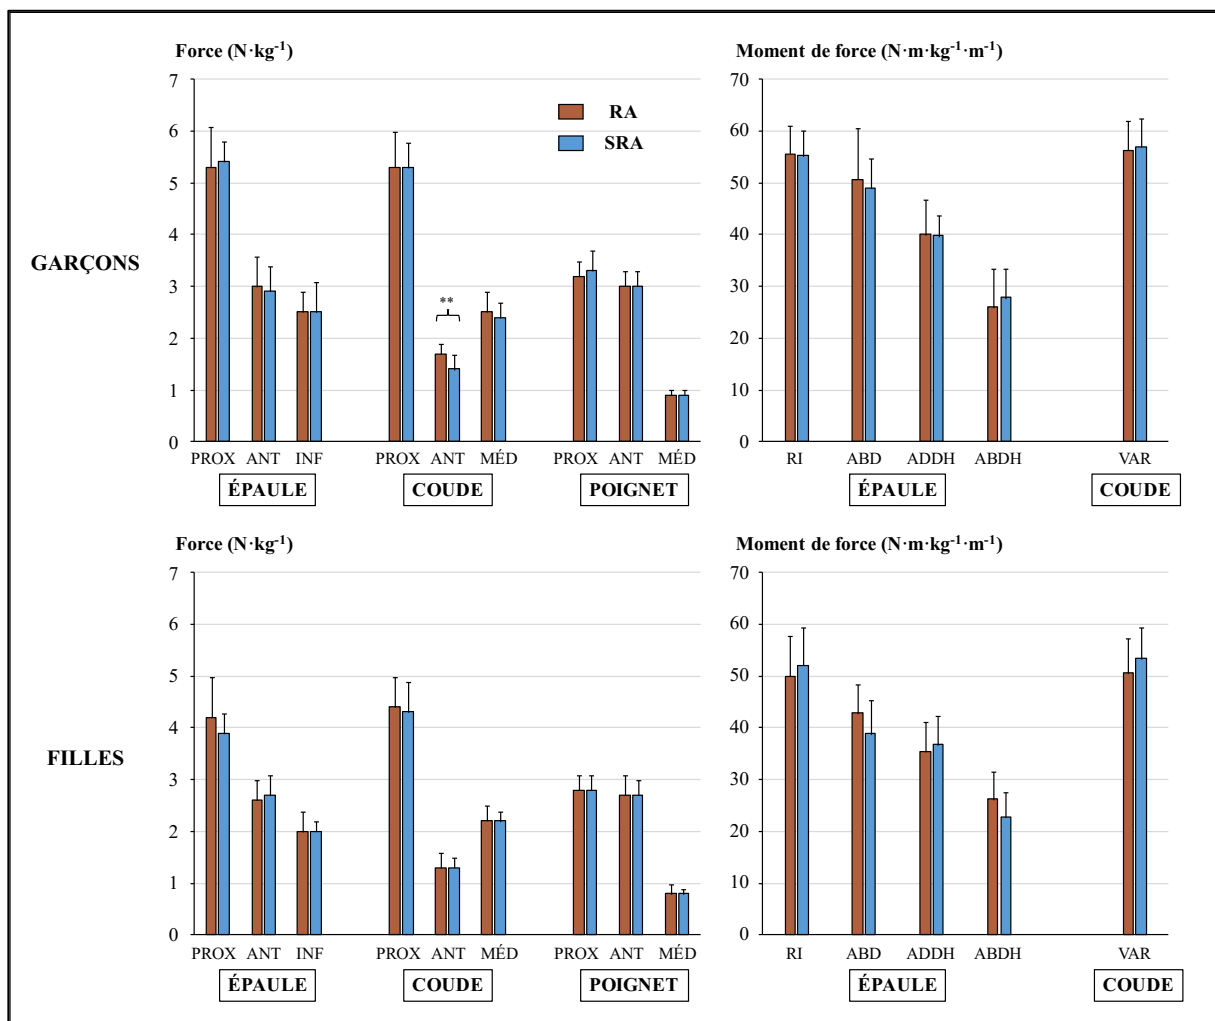 Force (N·kg⁻¹)
7
6
5
4
3
2
1
0
RA
SRA
**
PROX ANT INF PROX ANT MÉD PROX ANT MÉD
ÉPAULE COUDE POIGNET
Moment de force (N·m·kg⁻¹·m⁻¹)
70
60
50
40
30
20
10
0
RI ABD ADDH ABDH VAR
ÉPAULE COUDE
GARÇONS
Force (N·kg⁻¹)
7
6
5
4
3
2
1
0
PROX ANT INF PROX ANT MÉD PROX ANT MÉD
ÉPAULE COUDE POIGNET
Moment de force (N·m·kg⁻¹·m⁻¹)
70
60
50
40
30
20
10
0
RI ABD ADDH ABDH VAR
ÉPAULE COUDE
FILLES